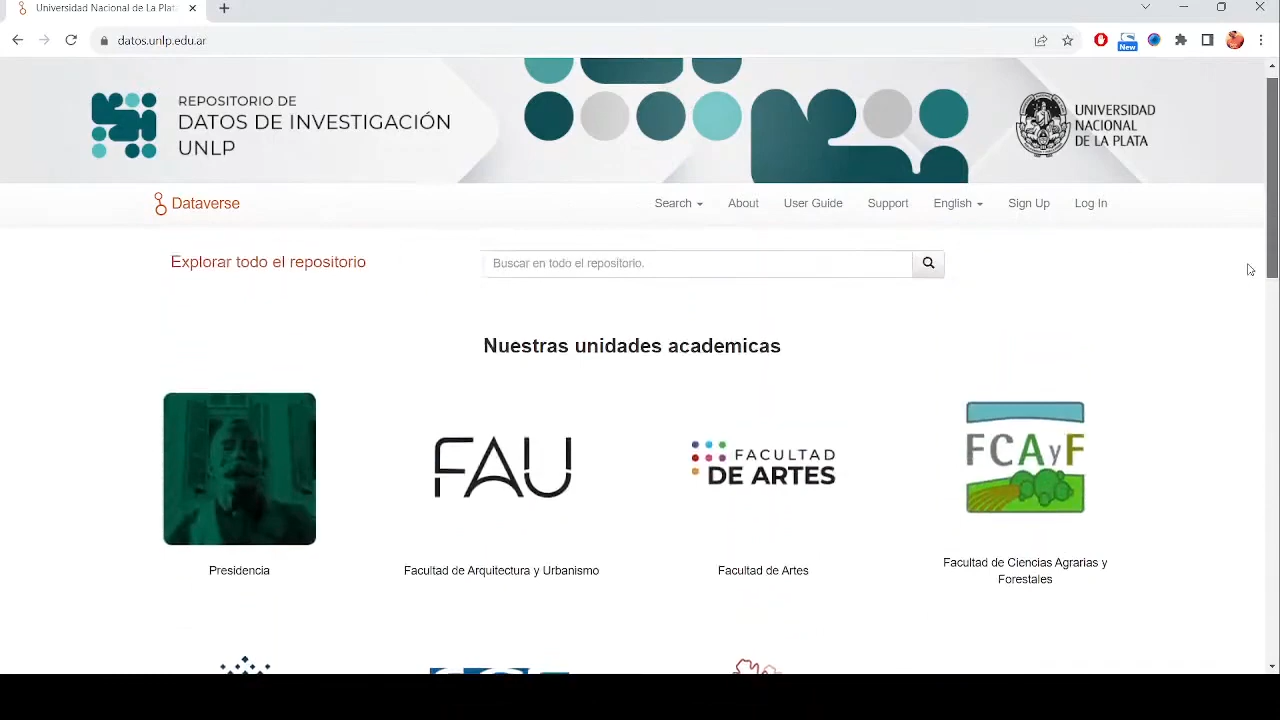 Universidad Nacional de La Plat
datos.unlp.edu.ar
New
REPOSITORIO DE
DATOS DE INVESTIGACIÓN
UNLP
UNIVERSIDAD
NACIONAL
DE LA PLATA
Dataverse
Search
About
User Guide
Support
English
Sign Up
Log In
Explorar todo el repositorio
Buscar en todo el repositorio.
Nuestras unidades academicas
FAU
FACULTAD
DE ARTES
FCAyF
Presidencia
Facultad de Arquitectura y Urbanismo
Facultad de Artes
Facultad de Ciencias Agrarias y
Forestales